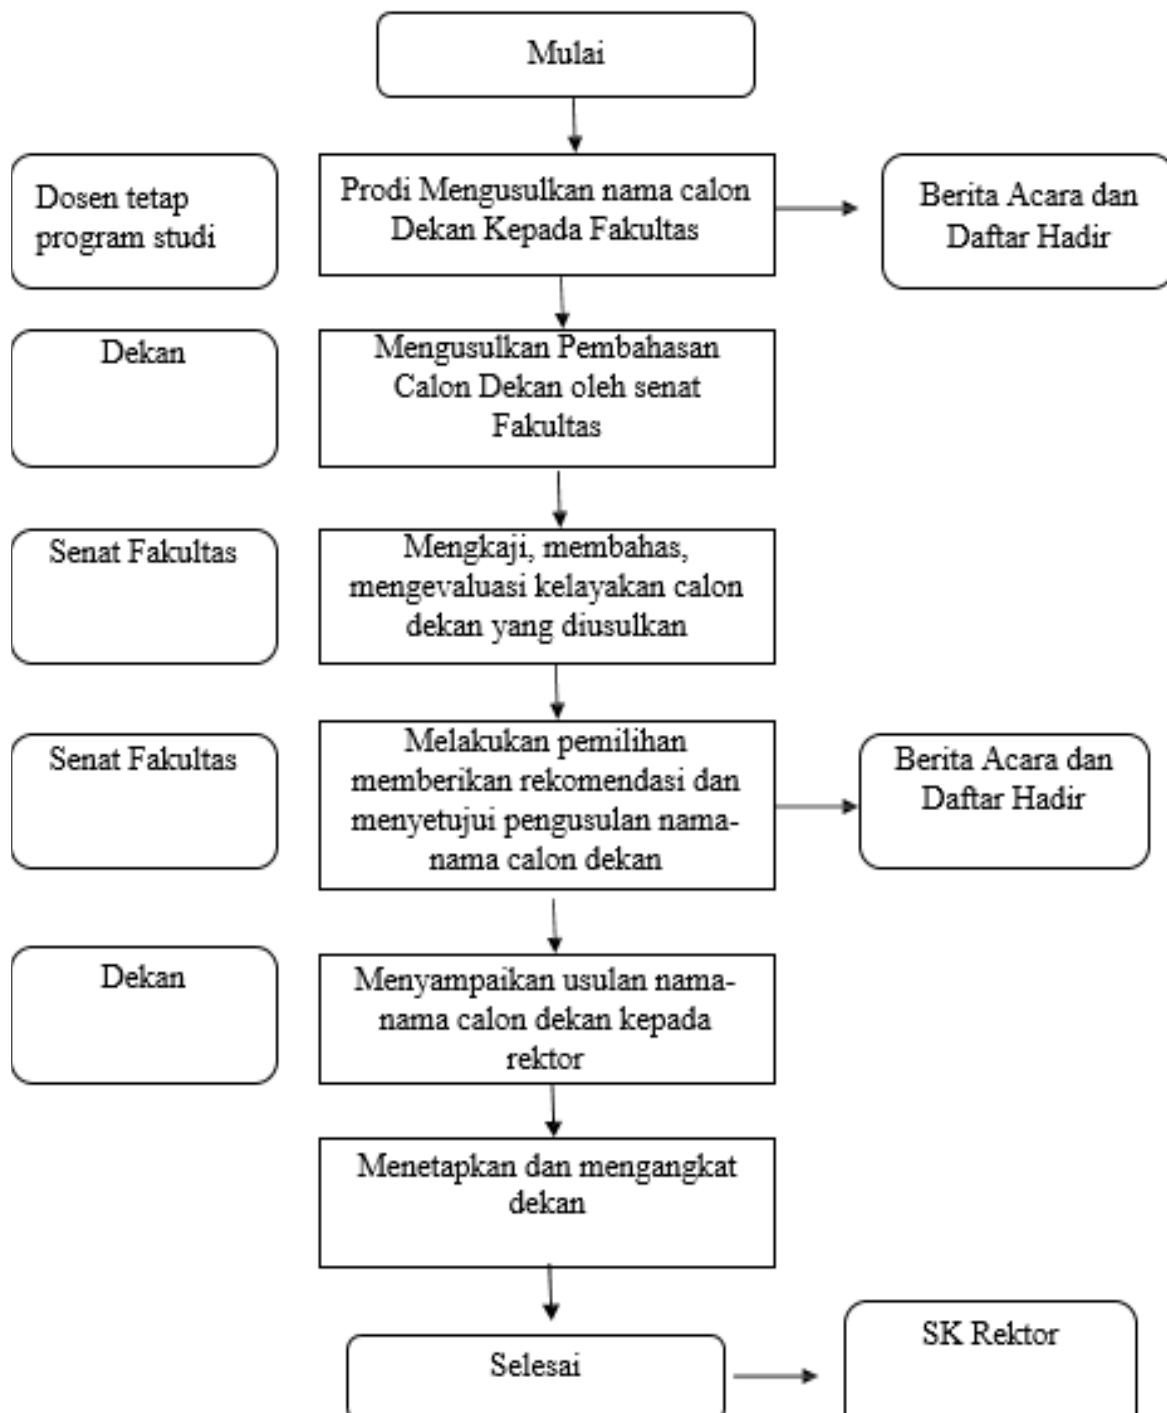 Mulai
Dosen tetap
program studi
Prodi Mengusulkan nama calon
Dekan Kepada Fakultas
Berita Acara dan
Daftar Hadir
Dekan
Mengusulkan Pembahasan
Calon Dekan oleh senat
Fakultas
Senat Fakultas
Mengkaji, membahas,
mengevaluasi kelayakan calon
dekan yang diusulkan
Senat Fakultas
Melakukan pemilihan
memberikan rekomendasi dan
menyetujui pengusulan nama-
nama calon dekan
Berita Acara dan
Daftar Hadir
Dekan
Menyampaikan usulan nama-
nama calon dekan kepada
rektor
Menetapkan dan mengangkat
dekan
Selesai
SK Rektor